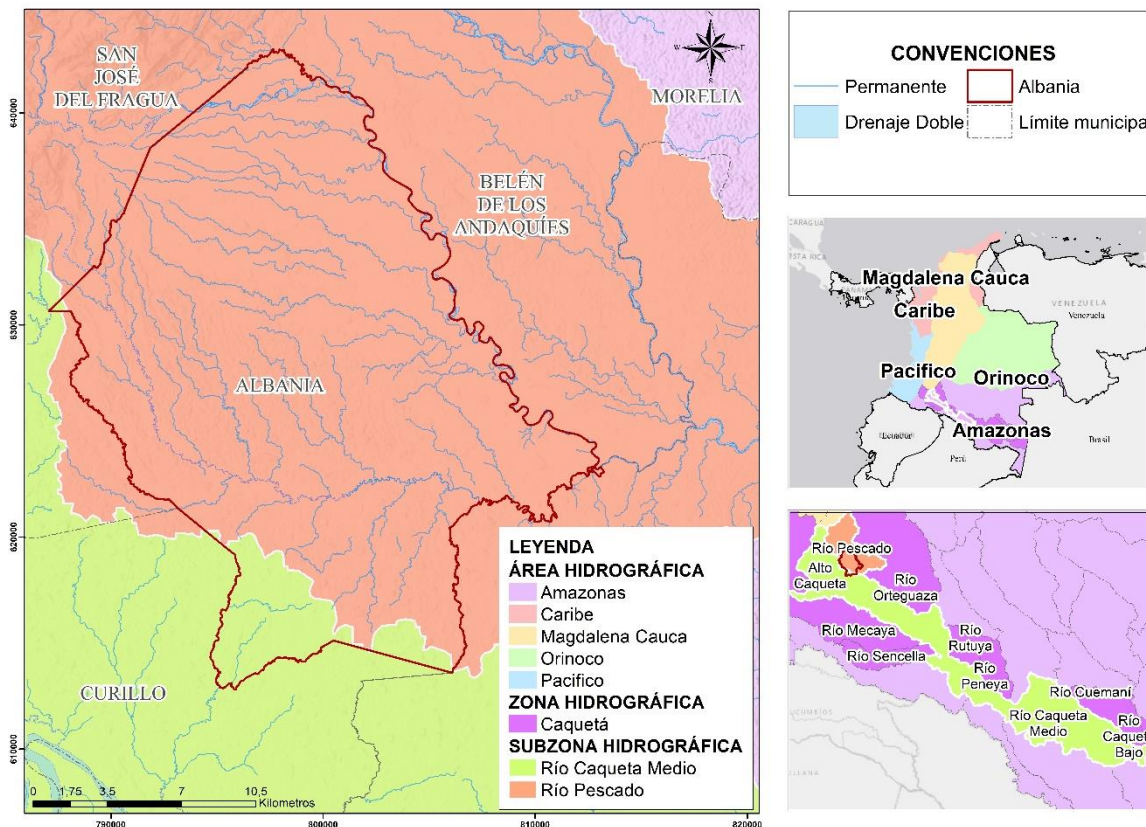 SAN
JOSÉ
DEL FRAGUA
MORELIA
BELÉN
DE LOS
ANDAQUÍES
ALBANIA
CURILLO
N
S
640000
630000
620000
610000
790000
800000
810000
820000
0 1,75 3,5 7 10,5
Kilometros
LEYENDA
ÁREA HIDROGRÁFICA
Amazonas
Caribe
Magdalena Cauca
Orinoco
Pacifico
ZONA HIDROGRÁFICA
Caquetá
SUBZONA HIDROGRÁFICA
Río Caqueta Medio
Río Pescado
CONVENCIONES
Permanente
Albania
Drenaje Doble
Límite municipa
Magdalena Cauca
Caribe
VENEZUELA
Venezuela
Pacifico
Orinoco
Amazonas
Ecuador
Perú
Brasil
Río Pescado
Alto
Caqueta
Río
Orteguaza
Río Mecaya
Río Sencella
Río
Rutuya
Río
Peneya
Río Cuemaní
Río Caqueta
Medio
Río
Caquet
Bajo